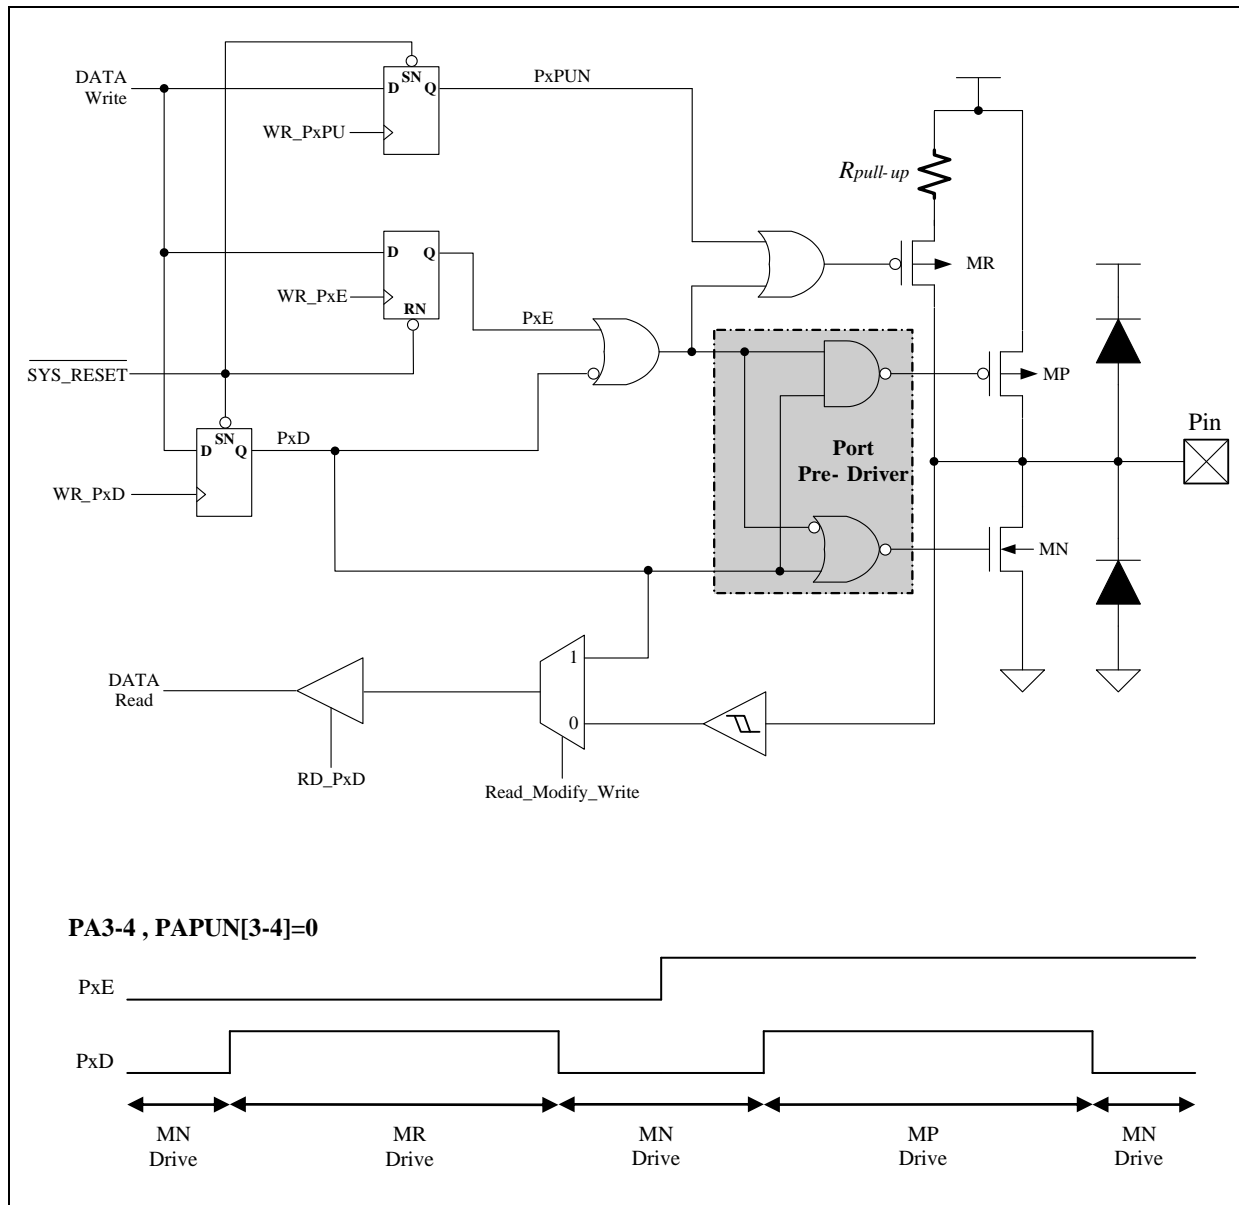 DATA
Write
D
SN
Q
PxPUN
WR_PxPU
Rpull-up
D
Q
WR_PxE
RN
PxE
MR
SYS_RESET
MP
D
SN
Q
PxD
WR_PxD
Port
Pre- Driver
Pin
MN
1
0
DATA
Read
RD_PxD
Read_Modify_Write
PA3-4 , PAPUN[3-4]=0
PxE
PxD
MN
Drive
MR
Drive
MN
Drive
MP
Drive
MN
Drive